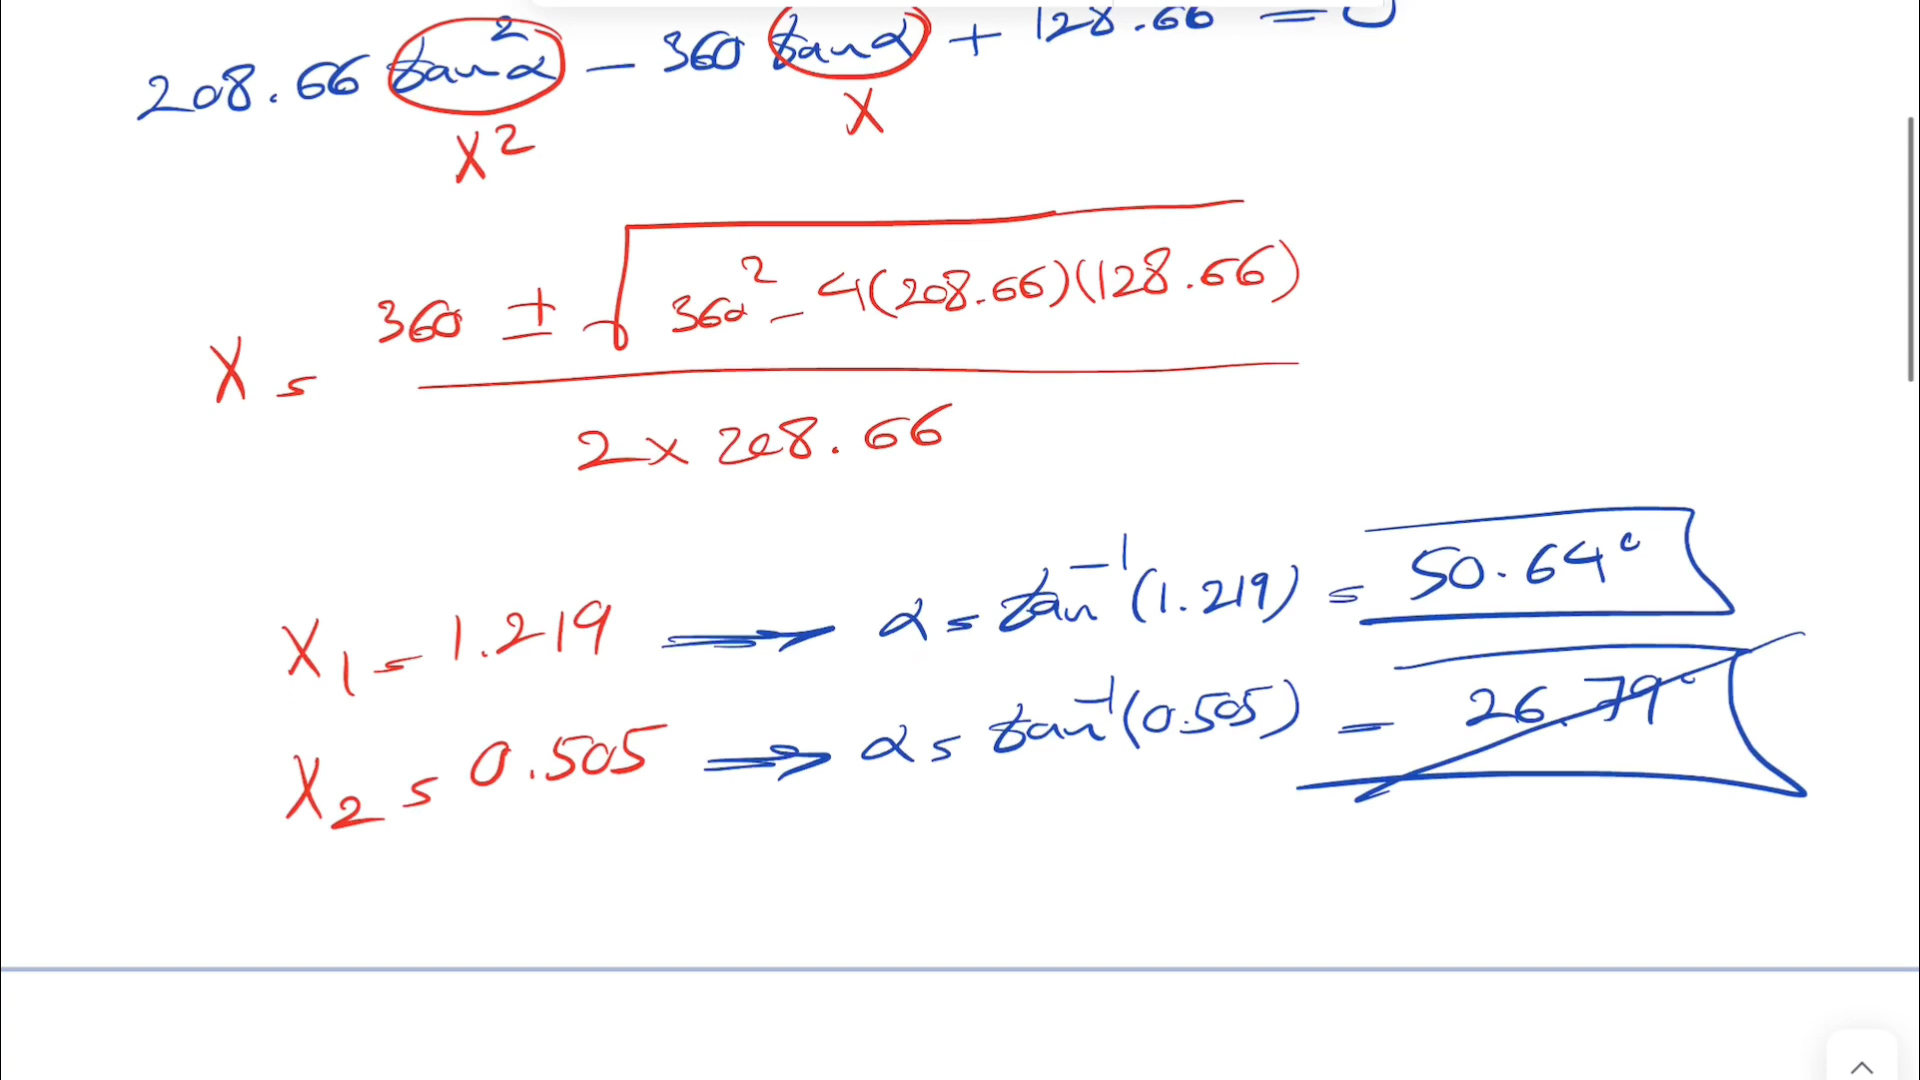 208.66 tan²α − 360 tanα + 128.66 = 0
X² X
X = (360 ± √(360² − 4(208.66)(128.66))) / (2 × 208.66)
X₁ = 1.219 ⟹ α = tan⁻¹(1.219) = 50.64°
X₂ = 0.505 ⟹ α = tan⁻¹(0.505) = 26.79°